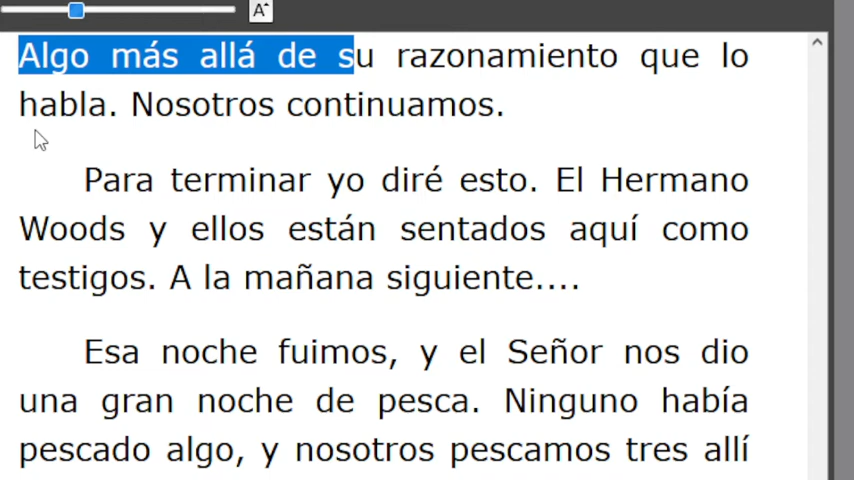 A
Algo más allá de su razonamiento que lo
habla. Nosotros continuamos.
Para terminar yo diré esto. El Hermano
Woods y ellos están sentados aquí como
testigos. A la mañana siguiente....
Esa noche fuimos, y el Señor nos dio
una gran noche de pesca. Ninguno había
pescado algo, y nosotros pescamos tres allí